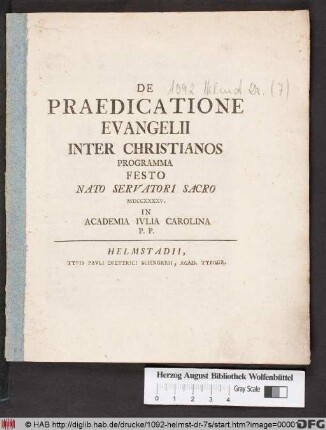 1092 Helmst. Dr. (7)
DE
PRAEDICATIONE
EVANGELII
INTER CHRISTIANOS
PROGRAMMA
FESTO
NATO SERVATORI SACRO
MDCCXXXXV.
IN
ACADEMIA IVLIA CAROLINA
P. P.
HELMSTADII,
TYPIS PAVLI DIETERICI SCHNORRII, ACAD. TYPOGR.
Herzog August Bibliothek Wolfenbüttel
0 1 2 3 4 Gray Scale
© HAB http://diglib.hab.de/drucke/1092-helmst-dr-7s/start.htm?image=00001 DFG